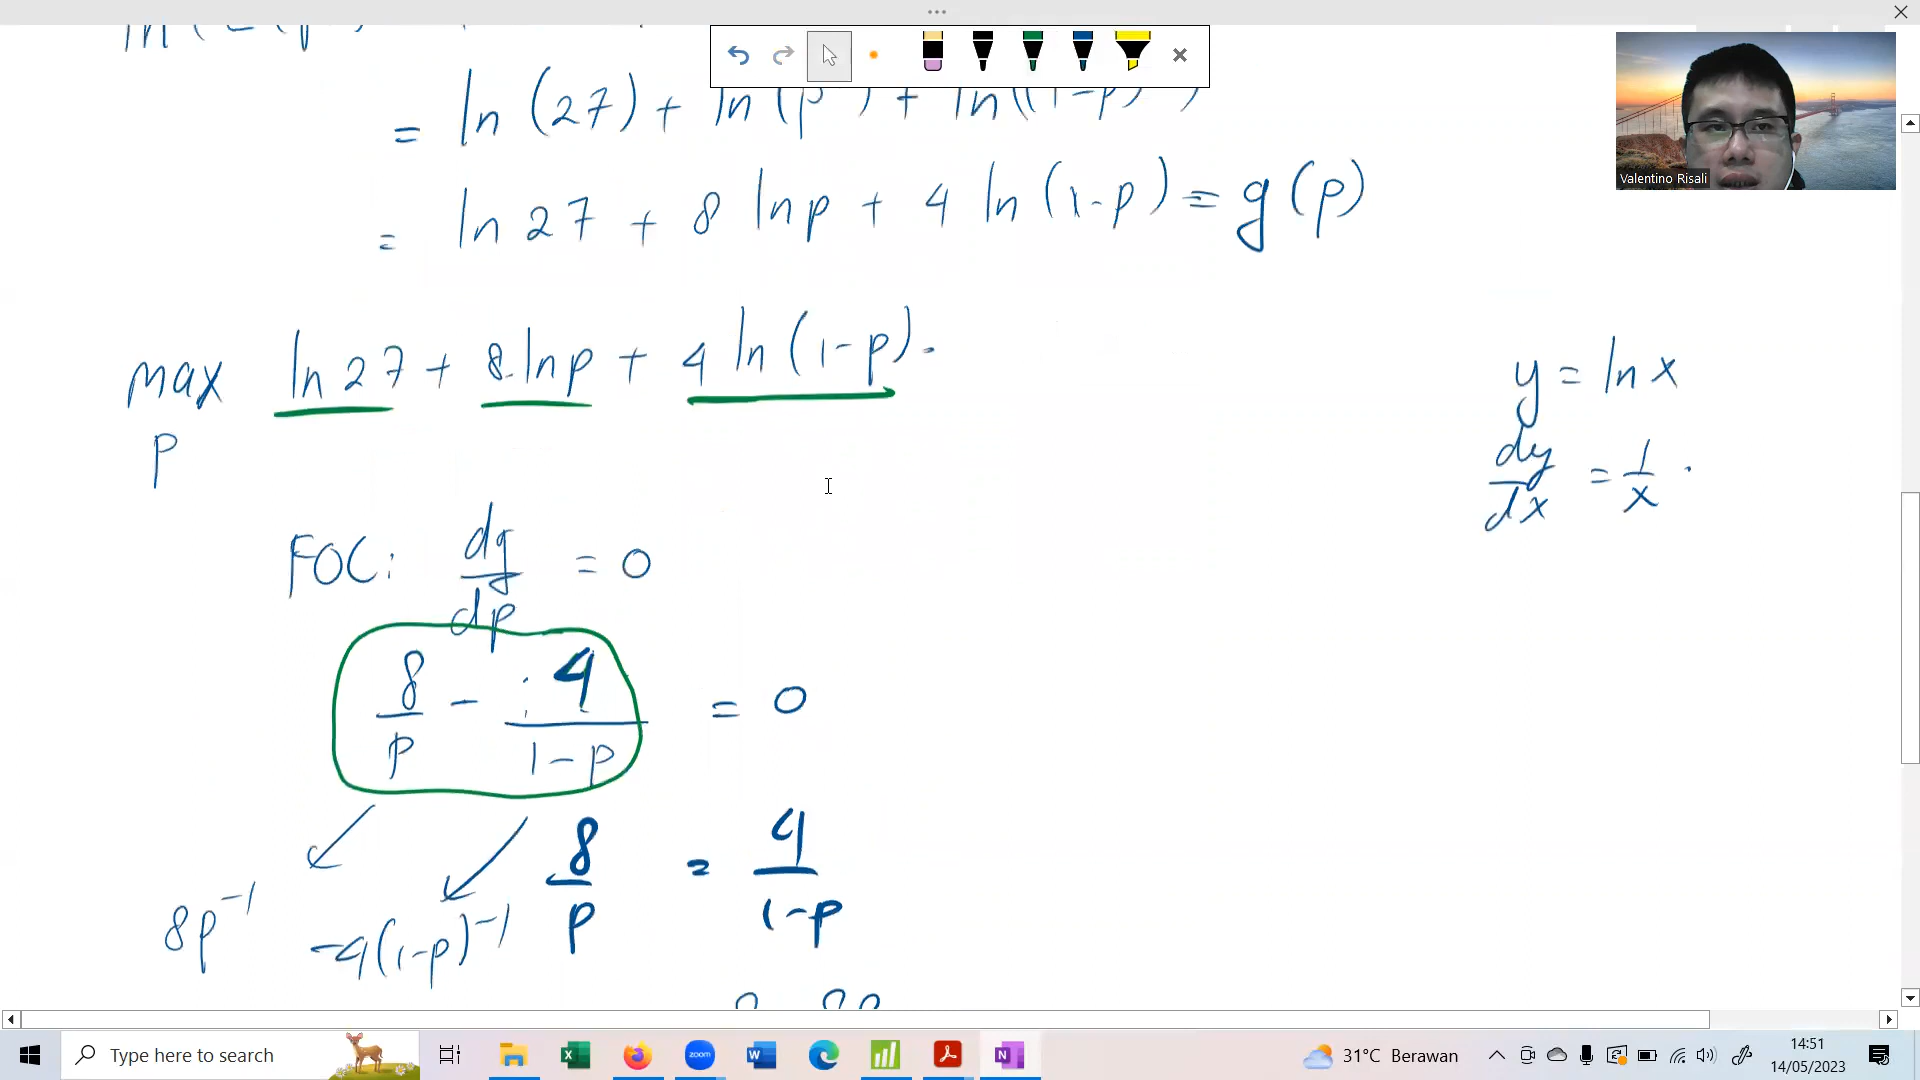 = ln (27) + ln (p ) + ln((1-p) )
= ln 27 + 8 ln p + 4 ln (1-p) = g (p)
Valentino Risali
max ln 27 + 8.ln p + 4 ln (1-p).
p
y = ln x
dy/dx = 1/x .
FOC: dg/dp = 0
8/p - 4/1-p = 0
8/p = 4/1-p
8p^-1 -4(1-p)^-1
Type here to search
zoom
31°C Berawan
14:51
14/05/2023